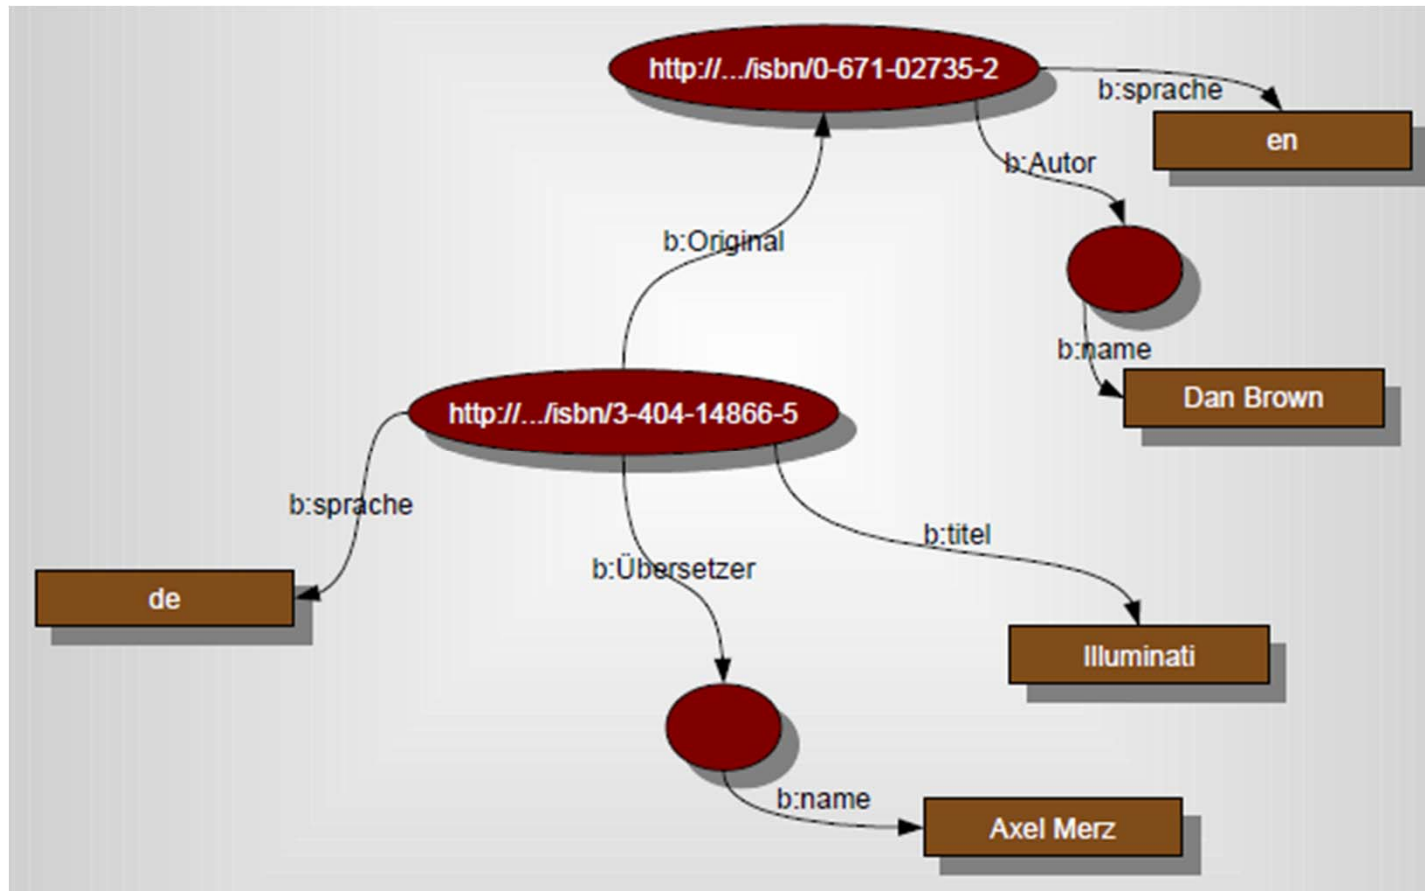 http://.../isbn/0-671-02735-2
b:sprache
en
b:Autor
b:Original
b:name
Dan Brown
http://.../isbn/3-404-14866-5
b:sprache
b:titel
b:Übersetzer
de
Illuminati
b:name
Axel Merz